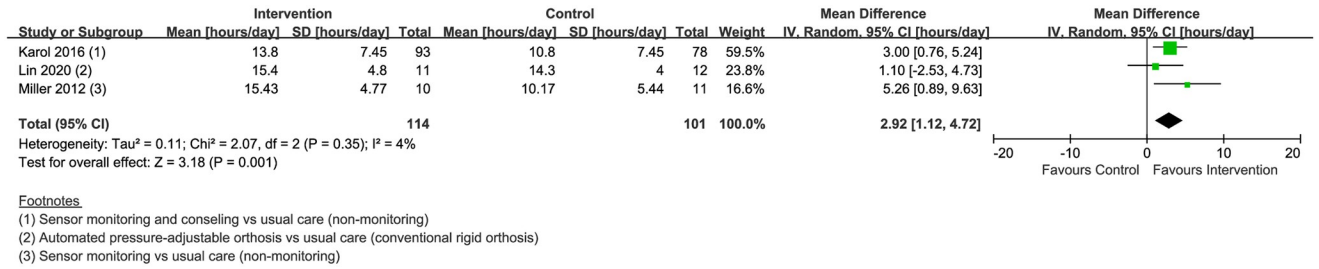 Intervention Control Mean Difference Mean Difference
Study or Subgroup Mean [hours/day] SD [hours/day] Total Mean [hours/day] SD [hours/day] Total Weight IV, Random, 95% CI [hours/day] IV, Random, 95% CI [hours/day]
Karol 2016 (1) 13.8 7.45 93 10.8 7.45 78 59.5% 3.00 [0.76, 5.24]
Lin 2020 (2) 15.4 4.8 11 14.3 4 12 23.8% 1.10 [-2.53, 4.73]
Miller 2012 (3) 15.43 4.77 10 10.17 5.44 11 16.6% 5.26 [0.89, 9.63]
Total (95% CI) 114 101 100.0% 2.92 [1.12, 4.72]
Heterogeneity: Tau² = 0.11; Chi² = 2.07, df = 2 (P = 0.35); I² = 4%
Test for overall effect: Z = 3.18 (P = 0.001)
-20 -10 0 10 20
Favours Control Favours Intervention
Footnotes
(1) Sensor monitoring and conseling vs usual care (non-monitoring)
(2) Automated pressure-adjustable orthosis vs usual care (conventional rigid orthosis)
(3) Sensor monitoring vs usual care (non-monitoring)